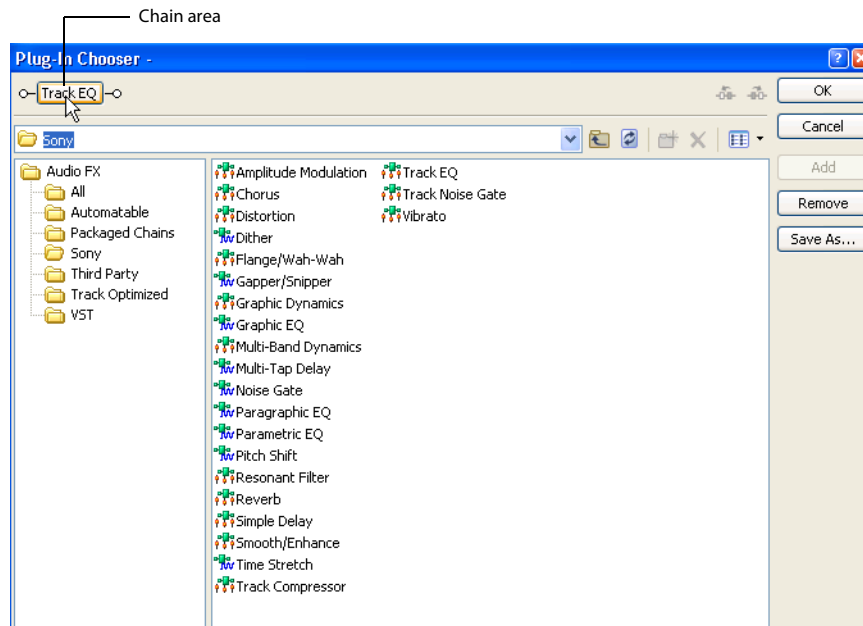 Chain area
Plug-In Chooser -
Track EQ
OK
Sony
Cancel
Add
Remove
Save As...
Audio FX
All
Automatable
Packaged Chains
Sony
Third Party
Track Optimized
VST
Amplitude Modulation
Chorus
Distortion
Dither
Flange/Wah-Wah
Gapper/Snipper
Graphic Dynamics
Graphic EQ
Multi-Band Dynamics
Multi-Tap Delay
Noise Gate
Paragraphic EQ
Parametric EQ
Pitch Shift
Resonant Filter
Reverb
Simple Delay
Smooth/Enhance
Time Stretch
Track Compressor
Track EQ
Track Noise Gate
Vibrato